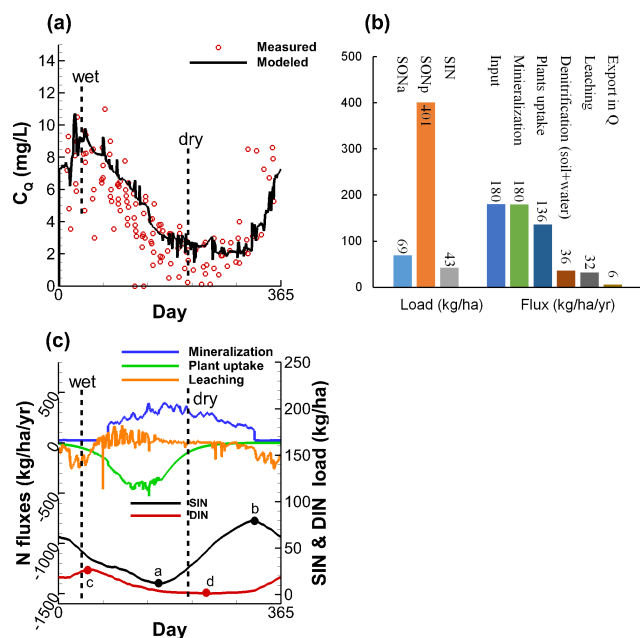 (a)
Measured
Modeled
wet
dry
14
12
10
8
6
4
2
0
C_Q (mg/L)
0
365
Day
(b)
500
400
300
200
100
0
SONa
SONp
SIN
Input
Minieralization
Plants uptake
Denitrification (soil+water)
Leaching
Export in Q
69
401
43
180
180
136
36
32
6
Load (kg/ha)
Flux (kg/ha/yr)
(c)
Mineralization
Plant uptake
Leaching
wet
dry
500
0
-500
-1000
-1500
N fluxes (kg/ha/yr)
250
200
150
100
50
0
SIN & DIN load (kg/ha)
SIN
DIN
a
b
c
d
0
365
Day